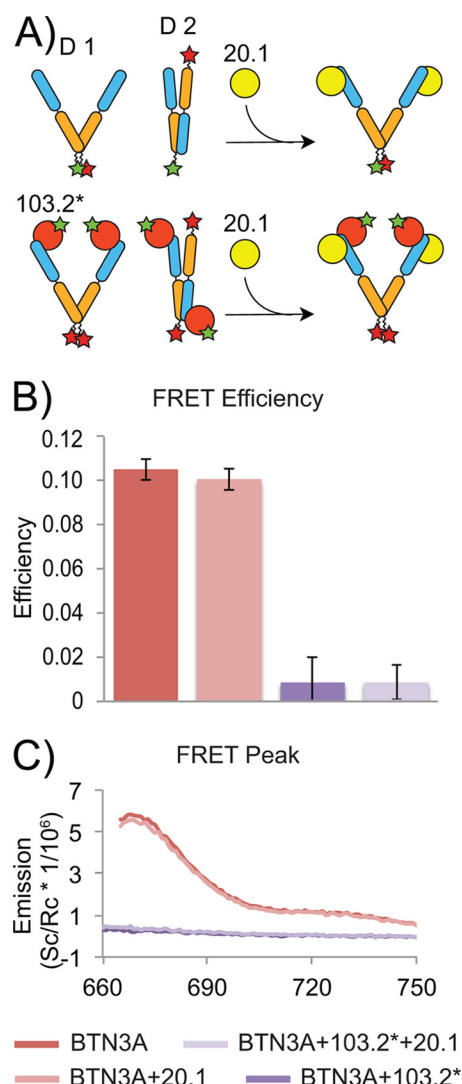 A)
D 1
D 2
20.1
103.2*
20.1
B)
FRET Efficiency
0.12
0.10
0.08
0.06
0.04
0.02
0
Efficiency
C)
FRET Peak
7
5
3
1
-1
Emission
(Sc/Rc * 1/10⁶)
660 690 720 750
BTN3A BTN3A+103.2*+20.1
BTN3A+20.1 BTN3A+103.2*